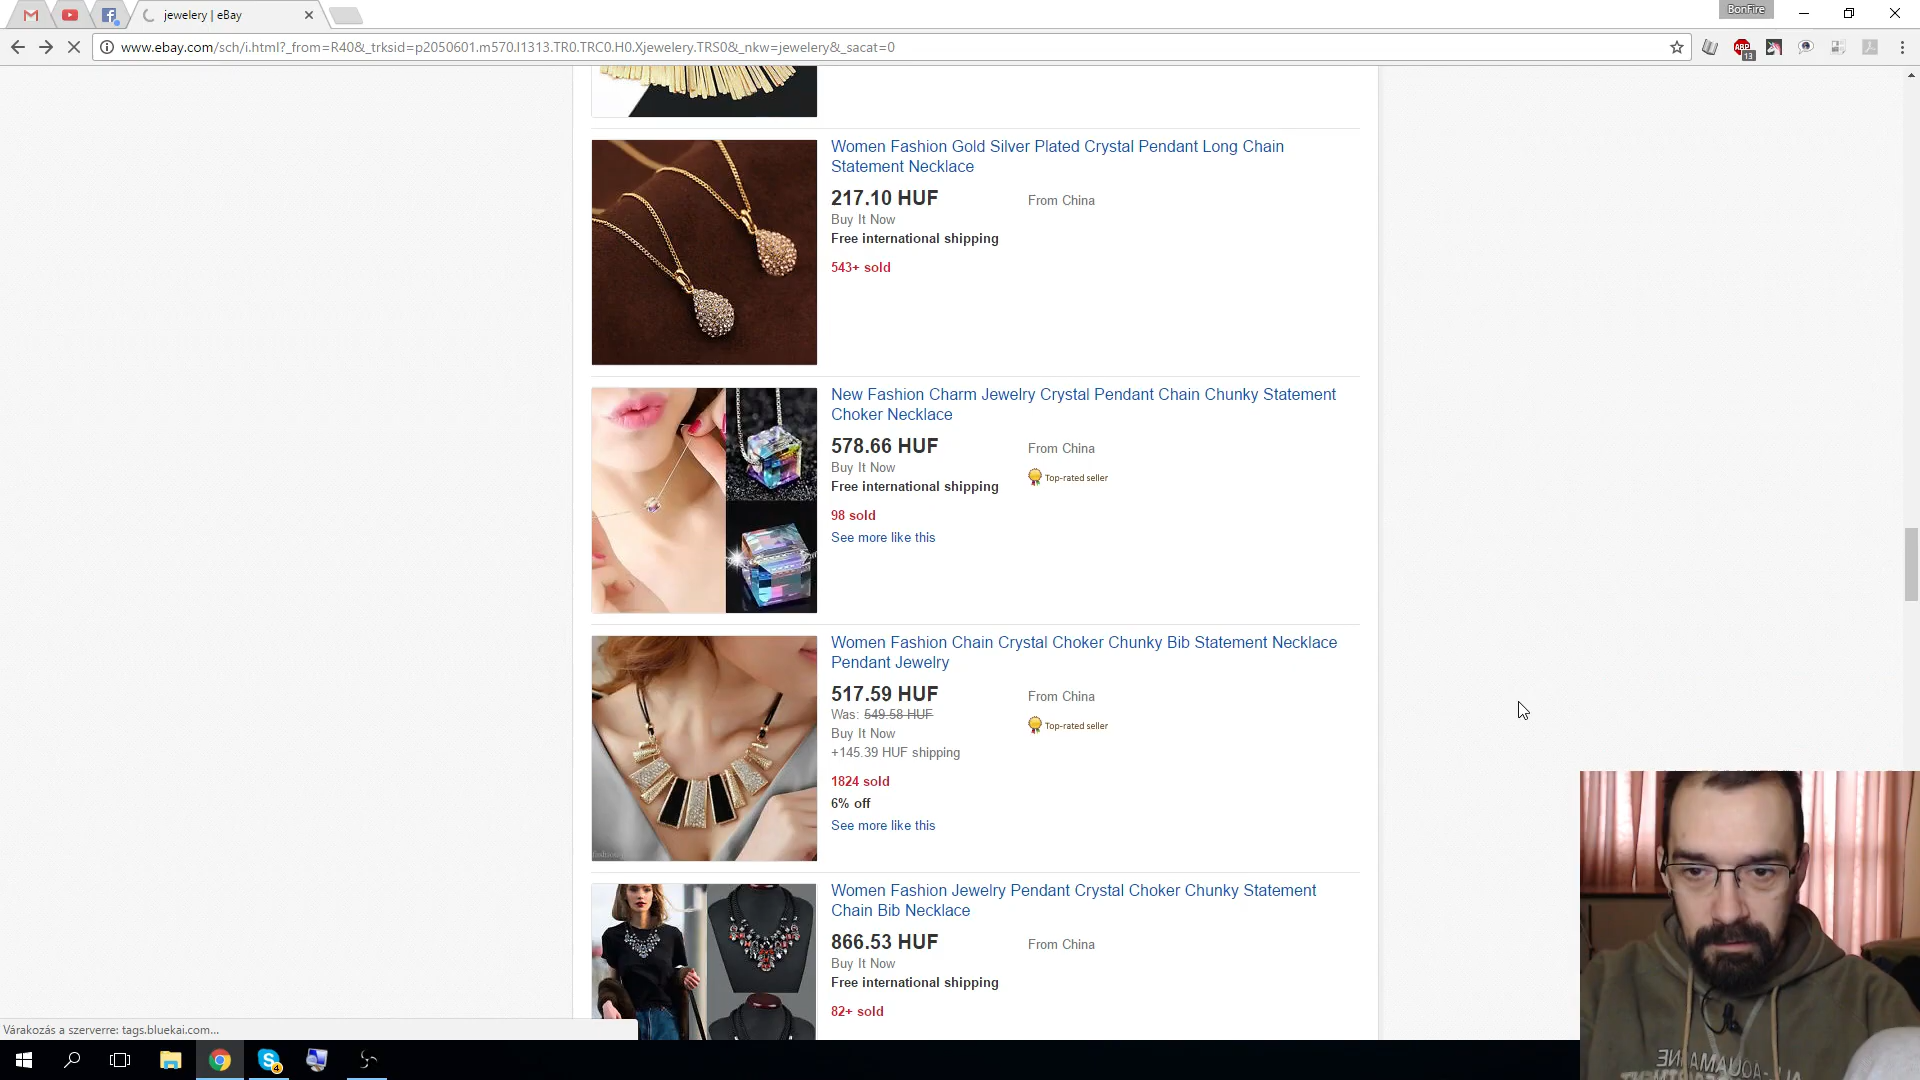 jewelery | eBay
BonFire
www.ebay.com/sch/i.html?_from=R40&_trksid=p2050601.m570.l1313.TR0.TRC0.H0.Xjewelery.TRS0&_nkw=jewelery&_sacat=0
ABP
13
Women Fashion Gold Silver Plated Crystal Pendant Long Chain
Statement Necklace
217.10 HUF
From China
Buy It Now
Free international shipping
543+ sold
New Fashion Charm Jewelry Crystal Pendant Chain Chunky Statement
Choker Necklace
578.66 HUF
From China
Buy It Now
Top-rated seller
Free international shipping
98 sold
See more like this
Women Fashion Chain Crystal Choker Chunky Bib Statement Necklace
Pendant Jewelry
517.59 HUF
From China
Was: 549.58 HUF
Top-rated seller
Buy It Now
+145.39 HUF shipping
1824 sold
6% off
See more like this
Women Fashion Jewelry Pendant Crystal Choker Chunky Statement
Chain Bib Necklace
866.53 HUF
From China
Buy It Now
Free international shipping
82+ sold
Várakozás a szerverre: tags.bluekai.com...
4